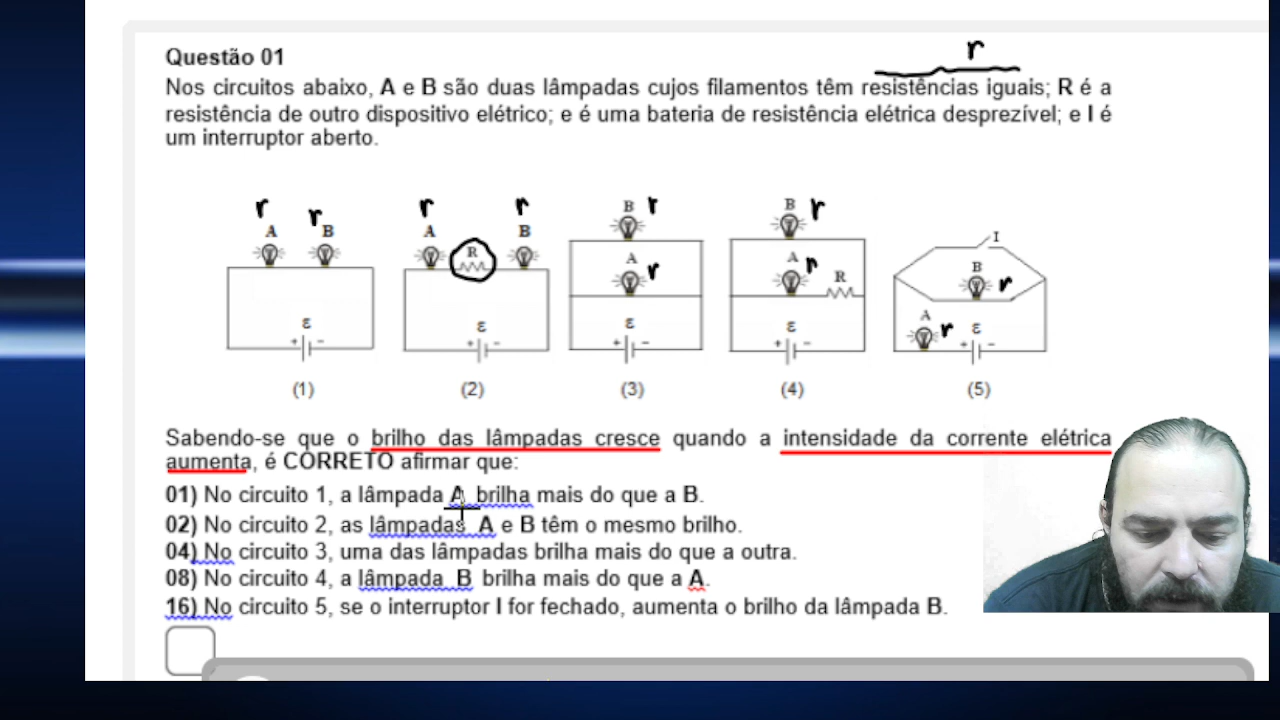 Questão 01
r
Nos circuitos abaixo, A e B são duas lâmpadas cujos filamentos têm resistências iguais; R é a
resistência de outro dispositivo elétrico; e é uma bateria de resistência elétrica desprezível; e I é
um interruptor aberto.
r r r r B r B r
A B A R B A r A r R I
B r
A r
ε ε ε ε ε
+ - + - + - + - + -
(1) (2) (3) (4) (5)
Sabendo-se que o brilho das lâmpadas cresce quando a intensidade da corrente elétrica
aumenta, é CORRETO afirmar que:
01) No circuito 1, a lâmpada A brilha mais do que a B.
02) No circuito 2, as lâmpadas A e B têm o mesmo brilho.
04) No circuito 3, uma das lâmpadas brilha mais do que a outra.
08) No circuito 4, a lâmpada B brilha mais do que a A.
16) No circuito 5, se o interruptor I for fechado, aumenta o brilho da lâmpada B.